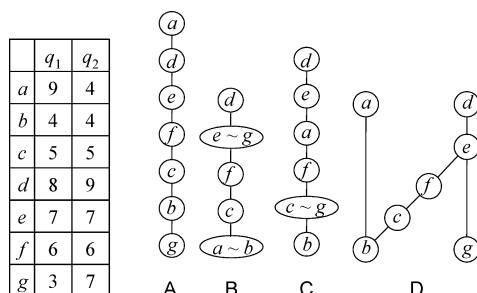 q1 q2
a 9 4
b 4 4
c 5 5
d 8 9
e 7 7
f 6 6
g 3 7
a
d
e
f
c
b
g
A
d
e ~ g
f
c
a ~ b
B
d
e
a
f
c ~ g
b
C
a
d
e
f
c
b
g
D